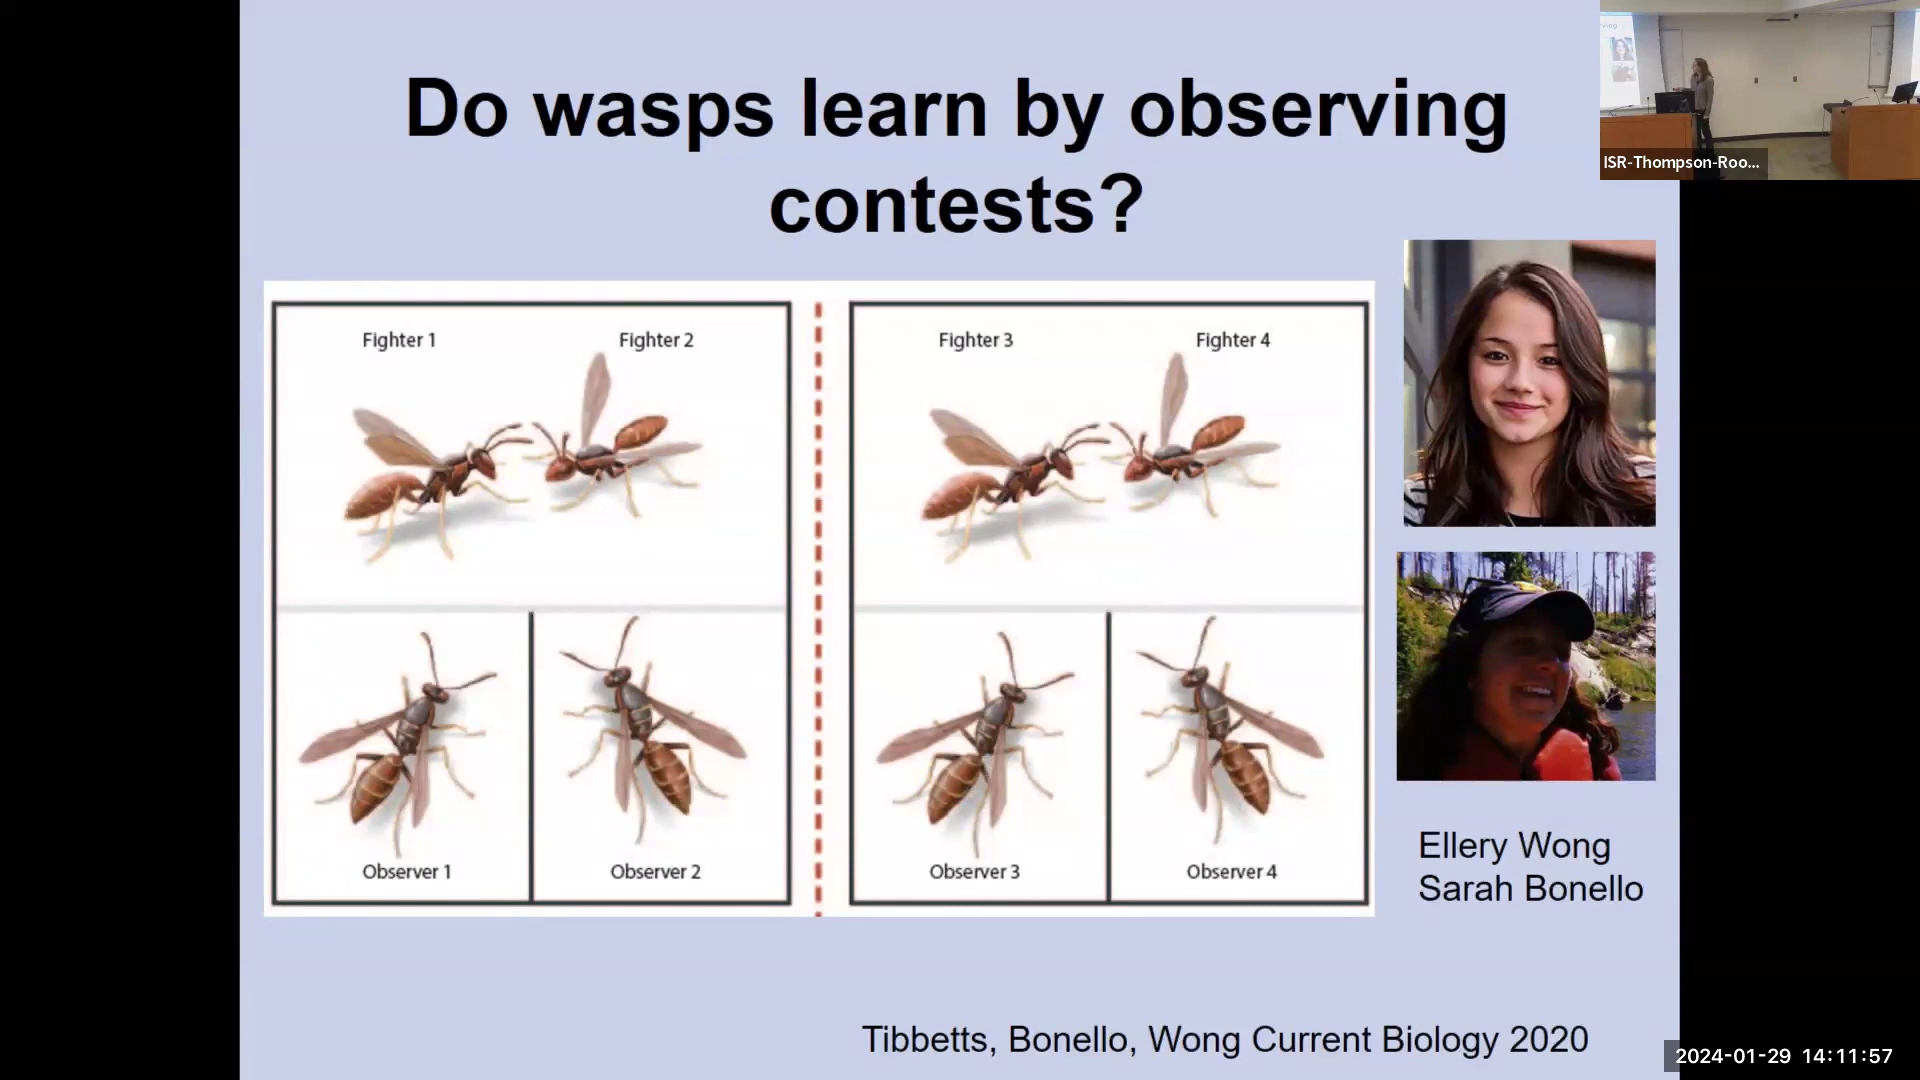 Do wasps learn by observing
contests?
ISR-Thompson-Roo...
Fighter 1
Fighter 2
Fighter 3
Fighter 4
Observer 1
Observer 2
Observer 3
Observer 4
Ellery Wong
Sarah Bonello
Tibbetts, Bonello, Wong Current Biology 2020
2024-01-29 14:11:57